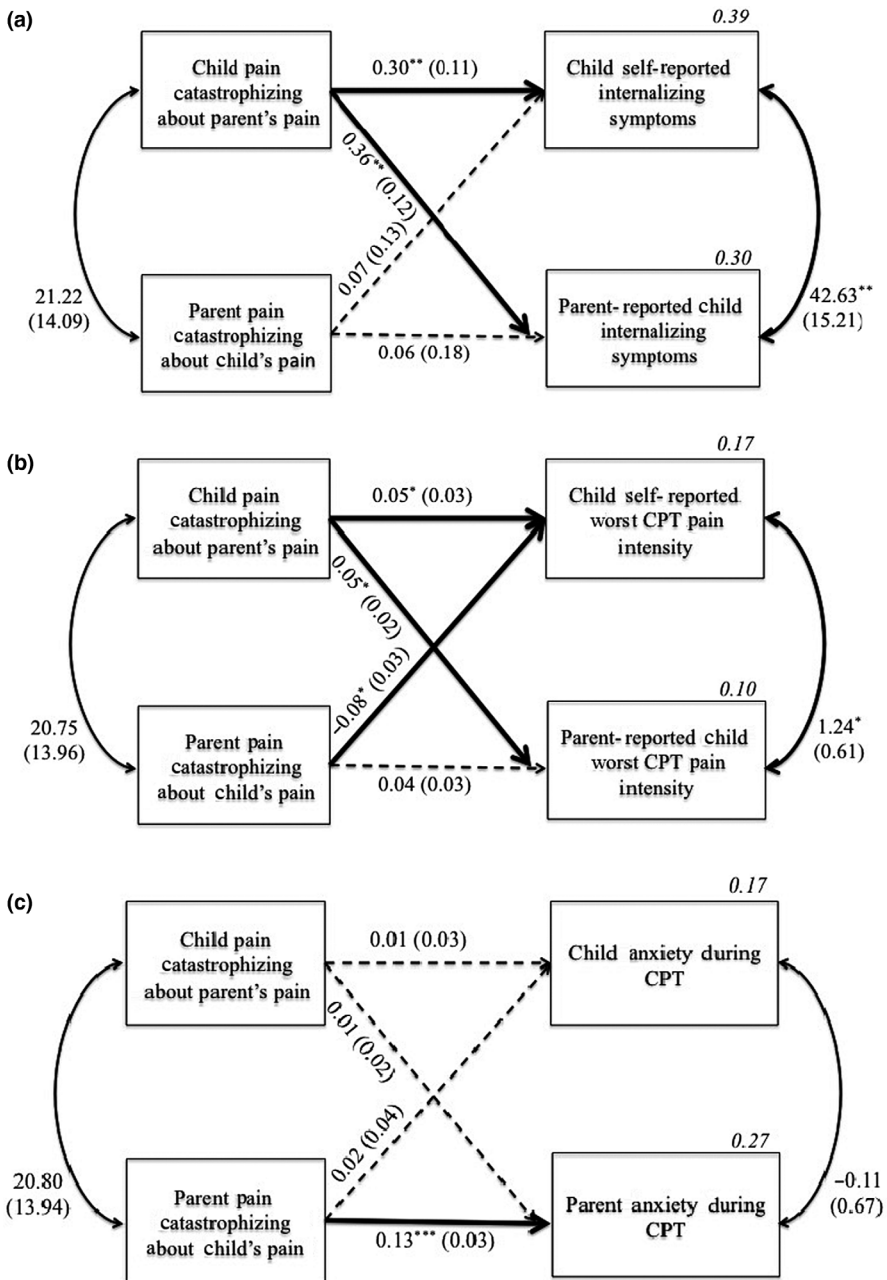 (a)
0.39
Child pain
catastrophizing
about parent's pain
0.30** (0.11)
Child self-reported
internalizing
symptoms
0.36** (0.12)
0.07 (0.13)
21.22
(14.09)
Parent pain
catastrophizing
about child's pain
0.06 (0.18)
0.30
Parent-reported child
internalizing
symptoms
42.63**
(15.21)
(b)
0.17
Child pain
catastrophizing
about parent's pain
0.05* (0.03)
Child self-reported
worst CPT pain
intensity
0.05* (0.02)
−0.08* (0.03)
20.75
(13.96)
Parent pain
catastrophizing
about child's pain
0.04 (0.03)
0.10
Parent-reported child
worst CPT pain
intensity
1.24*
(0.61)
(c)
0.17
Child pain
catastrophizing
about parent's pain
0.01 (0.03)
Child anxiety during
CPT
0.01 (0.02)
0.02 (0.04)
20.80
(13.94)
Parent pain
catastrophizing
about child's pain
0.13*** (0.03)
0.27
Parent anxiety during
CPT
−0.11
(0.67)